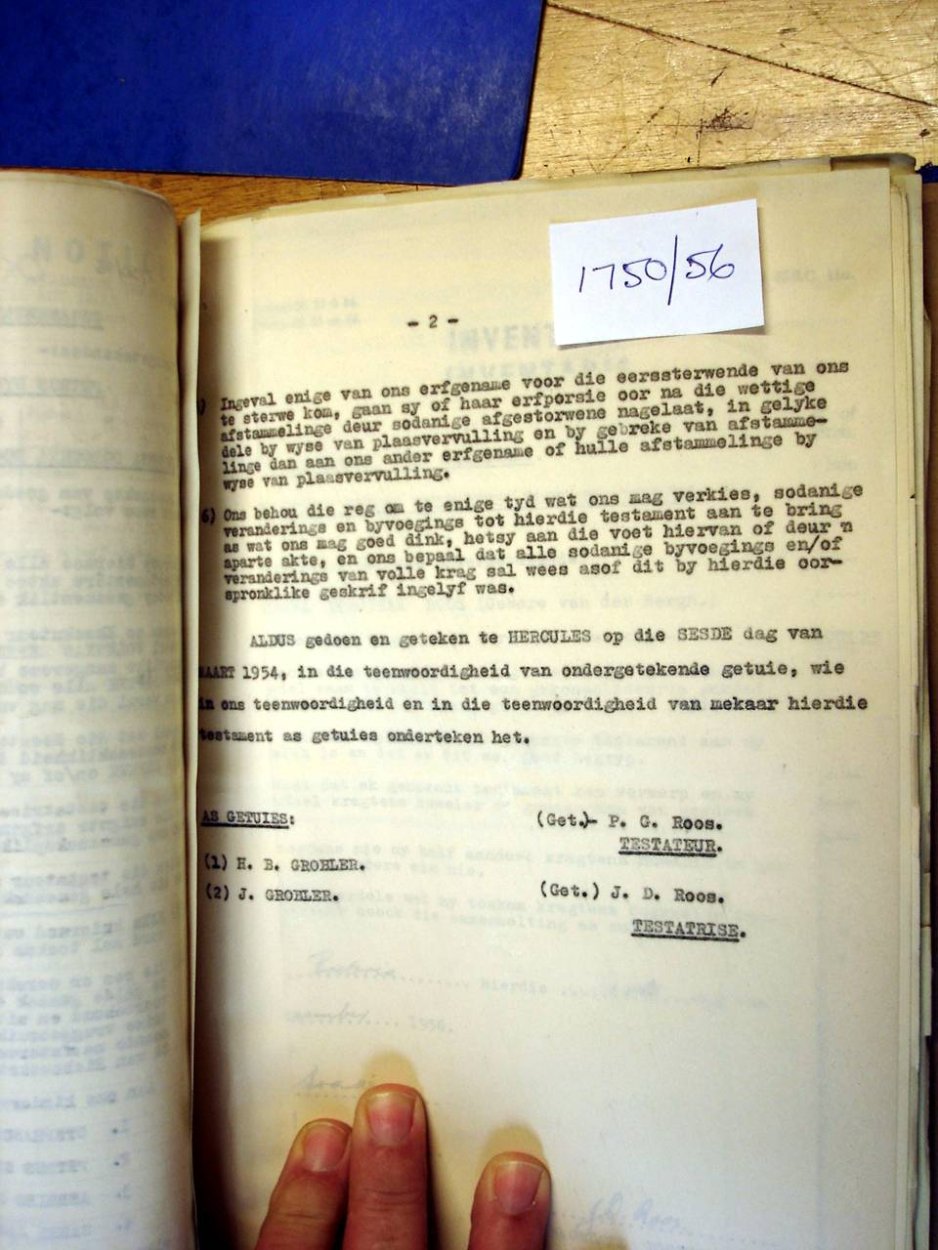 1750/56
- 2 -
) Ingeval enige van ons erfgename voor die eerssterwende van ons
te sterwe kom, gaan sy of haar erfporsie oor na die wettige
afstammelinge deur sodanige afgestorwene nagelaat, in gelyke
dele by wyse van plaasvervulling en by gebreke van afstamme-
linge dan aan ons ander erfgename of hulle afstammelinge by
wyse van plaasvervulling.
6) Ons behou die reg om te enige tyd wat ons mag verkies, sodanige
veranderings en byvoegings tot hierdie testament aan te bring
as wat ons mag goed dink, hetsy aan die voet hiervan of deur 'n
aparte akte, en ons bepaal dat alle sodanige byvoegings en/of
veranderings van volle krag sal wees asof dit by hierdie oor-
spronklike geskrif ingelyf was.
ALDUS gedoen en geteken te HERCULES op die SESDE dag van
MAART 1954, in die teenwoordigheid van ondergetekende getuie, wie
in ons teenwoordigheid en in die teenwoordigheid van mekaar hierdie
testament as getuies onderteken het.
AS GETUIES: (Get.)- P. G. Roos.
TESTATEUR.
(1) H. B. GROBLER.
(2) J. GROBLER. (Get.) J. D. Roos.
TESTATRISE.